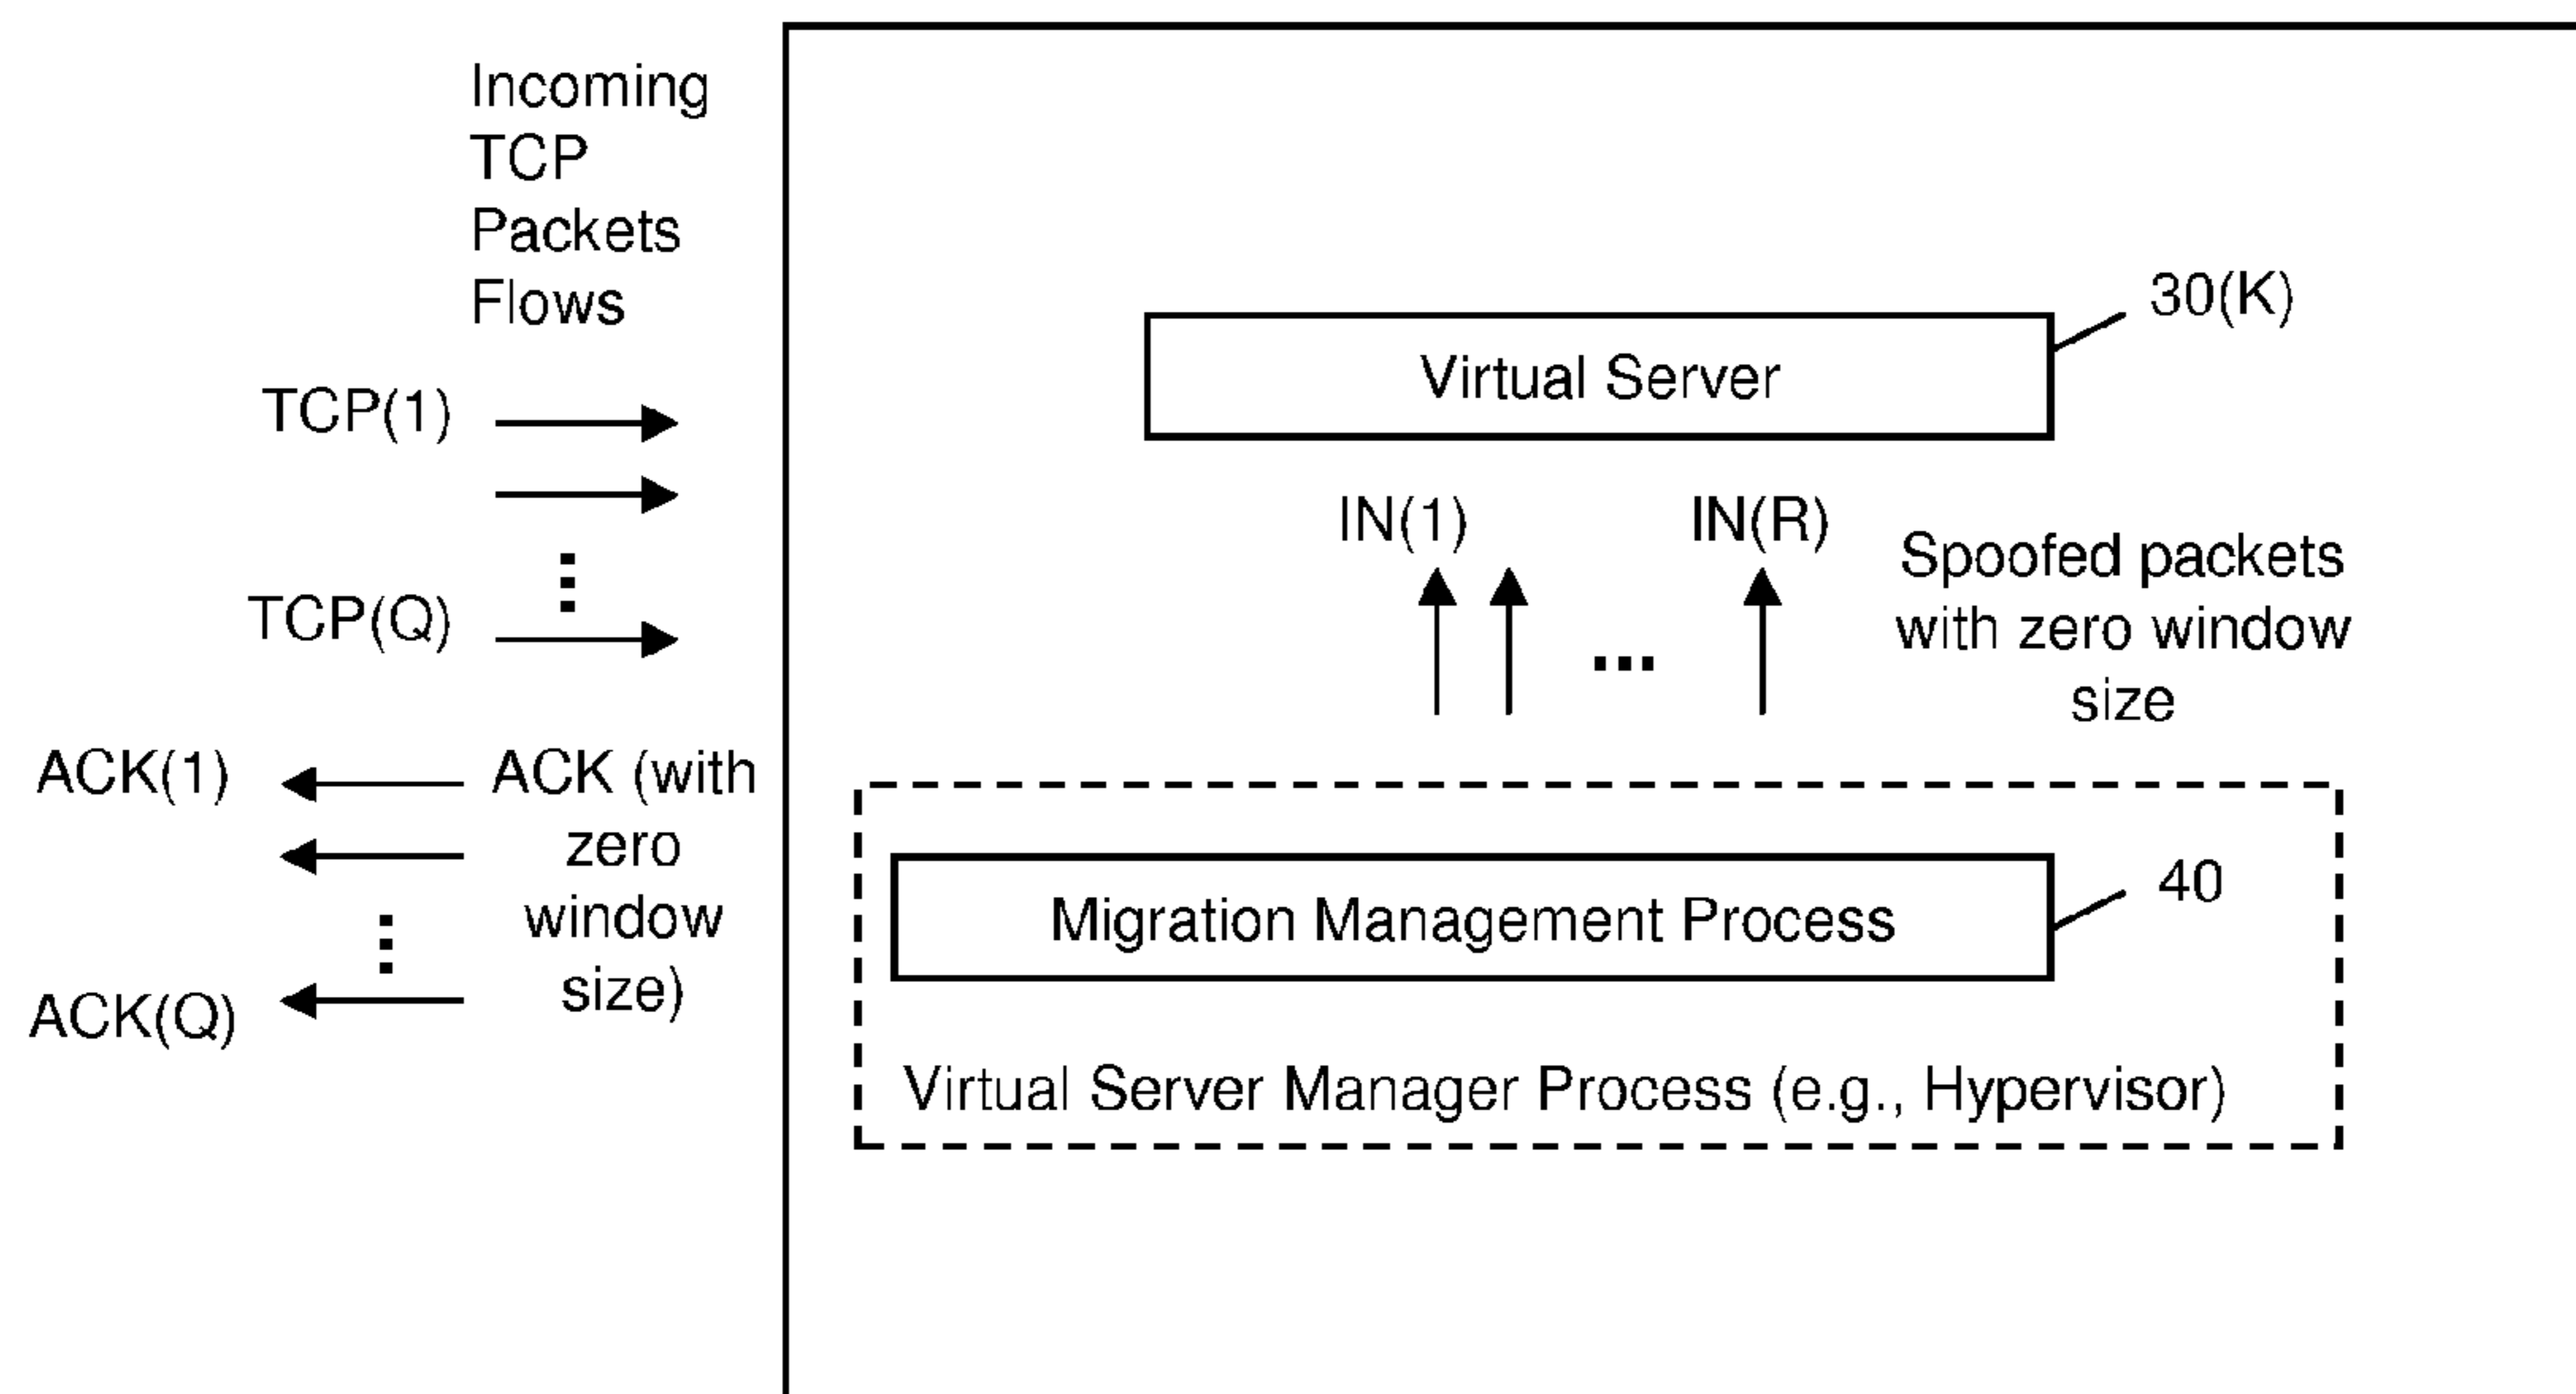 Incoming
TCP
Packets
Flows
TCP(1)
TCP(Q)
ACK(1)
ACK (with
zero
window
size)
ACK(Q)
30(K)
Virtual Server
IN(1)
IN(R)
Spoofed packets
with zero window
size
40
Migration Management Process
Virtual Server Manager Process (e.g., Hypervisor)